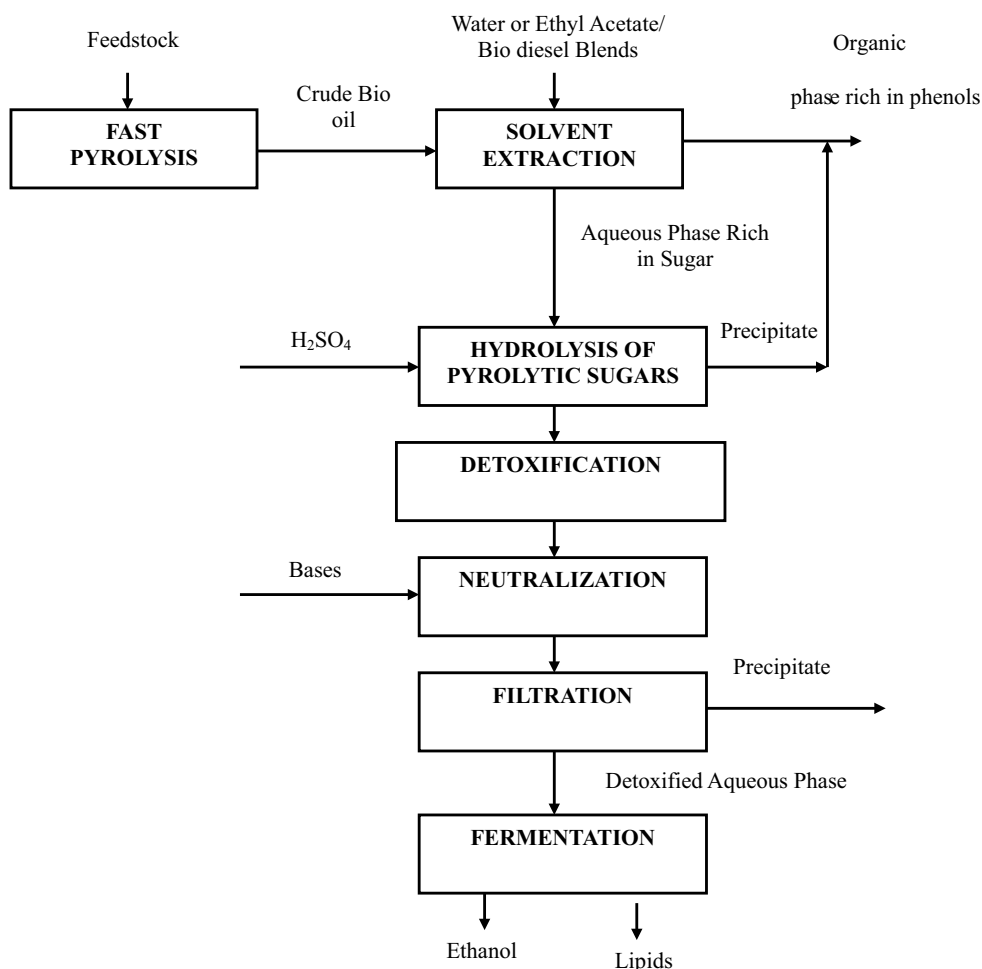 Feedstock
Water or Ethyl Acetate/
Bio diesel Blends
Organic
phase rich in phenols
Crude Bio
oil
FAST
PYROLYSIS
SOLVENT
EXTRACTION
Aqueous Phase Rich
in Sugar
H₂SO₄
HYDROLYSIS OF
PYROLYTIC SUGARS
Precipitate
DETOXIFICATION
Bases
NEUTRALIZATION
FILTRATION
Precipitate
Detoxified Aqueous Phase
FERMENTATION
Ethanol
Lipids